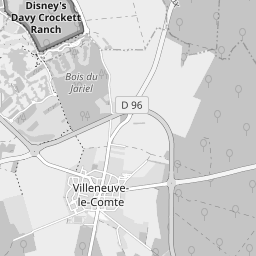 Disney's
Davy Crockett
Ranch
Bois du
Jariel
D 96
Villeneuve-
le-Comte